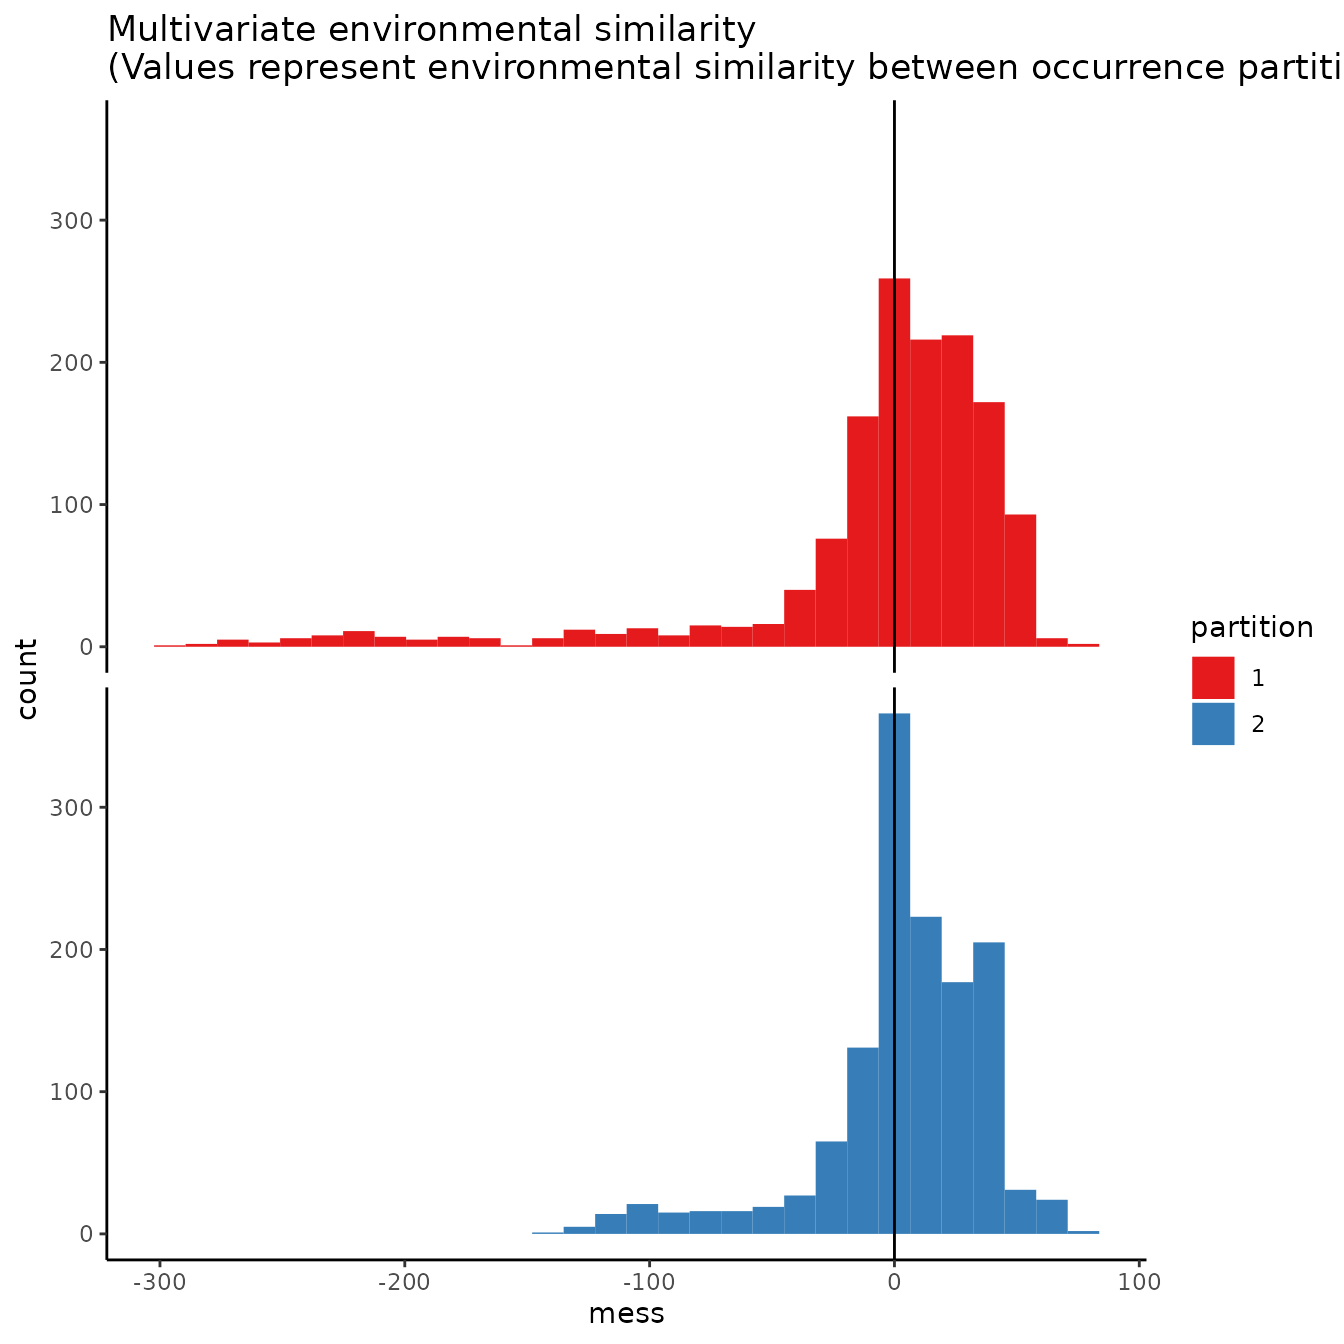 Multivariate environmental similarity
(Values represent environmental similarity between occurrence partiti
300
200
100
0
count
partition
1
2
300
200
100
0
-300 -200 -100 0 100
mess